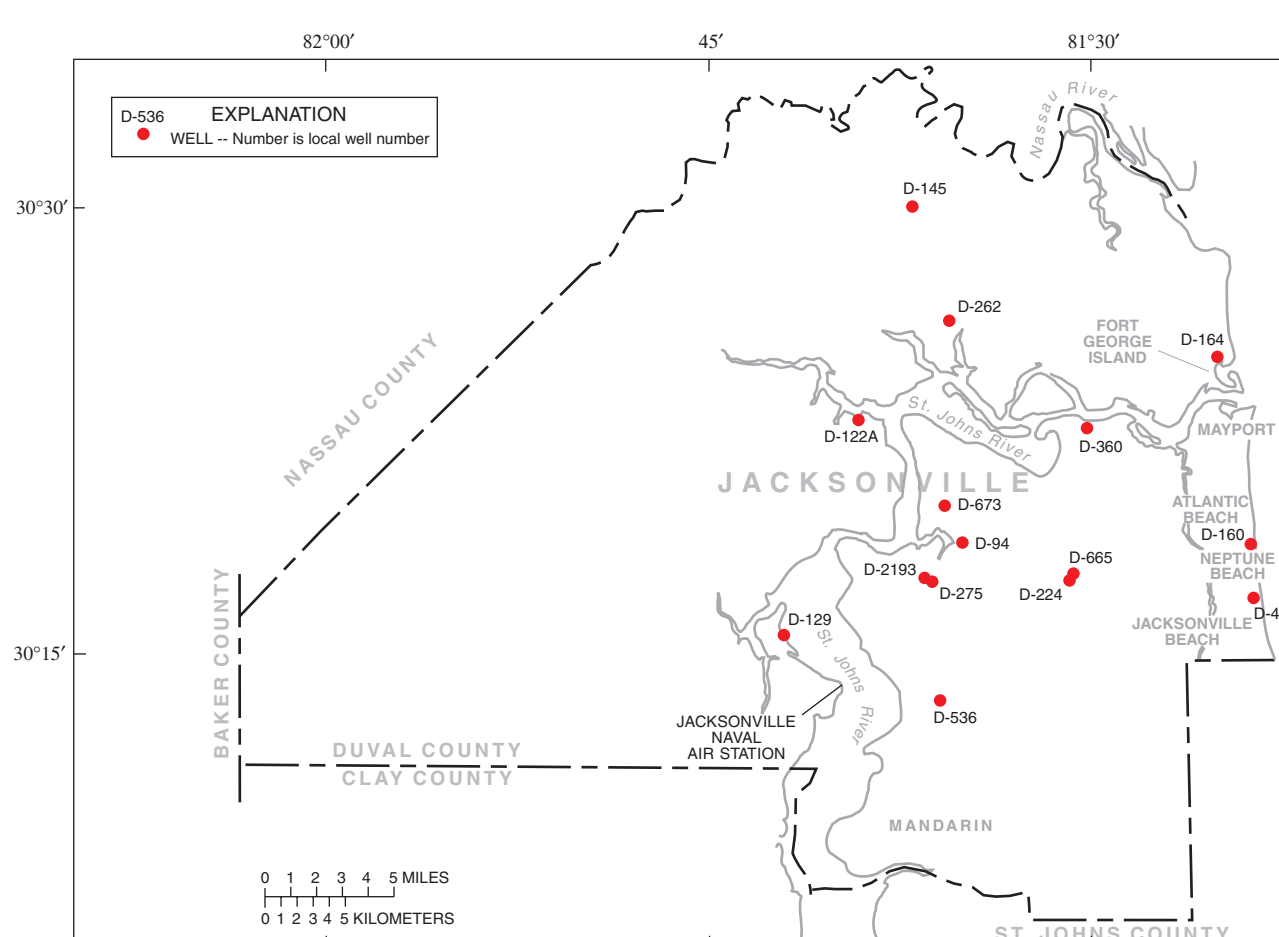 82°00′ 45′ 81°30′
D-536 EXPLANATION
WELL -- Number is local well number
Nassau River
30°30′
D-145
D-262
FORT
GEORGE
ISLAND
D-164
NASSAU COUNTY
St. Johns River
D-122A
D-360
MAYPORT
JACKSONVILLE
D-673
ATLANTIC
BEACH
D-160
D-94
D-665
NEPTUNE
BEACH
D-2193
D-275
D-224
D-4
D-129
JACKSONVILLE
BEACH
St. Johns River
30°15′
BAKER COUNTY
JACKSONVILLE
NAVAL
AIR STATION
D-536
DUVAL COUNTY
CLAY COUNTY
MANDARIN
0 1 2 3 4 5 MILES
0 1 2 3 4 5 KILOMETERS
ST. JOHNS COUNTY